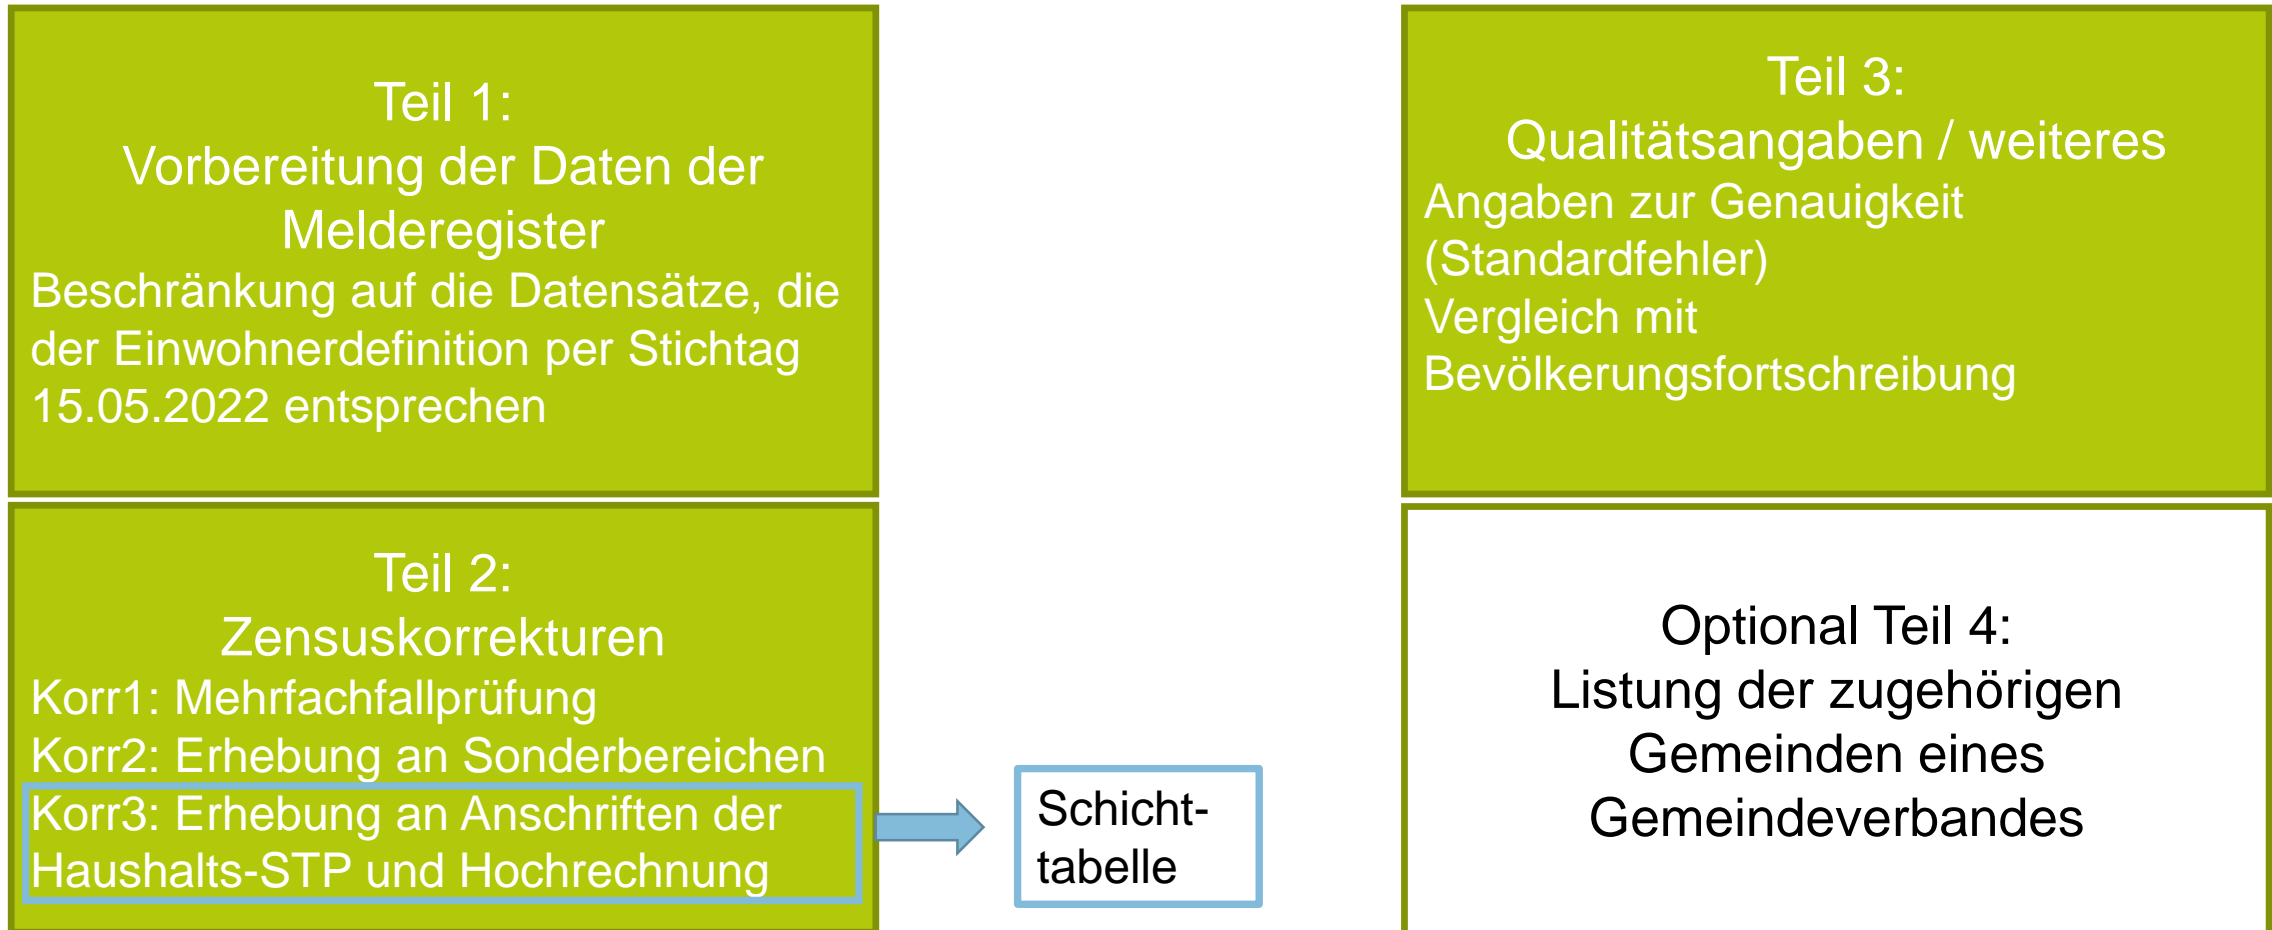 Teil 1:
Vorbereitung der Daten der
Melderegister
Beschränkung auf die Datensätze, die
der Einwohnerdefinition per Stichtag
15.05.2022 entsprechen
Teil 2:
Zensuskorrekturen
Korr1: Mehrfachfallprüfung
Korr2: Erhebung an Sonderbereichen
Korr3: Erhebung an Anschriften der
Haushalts-STP und Hochrechnung
Schicht-
tabelle
Teil 3:
Qualitätsangaben / weiteres
Angaben zur Genauigkeit
(Standardfehler)
Vergleich mit
Bevölkerungsfortschreibung
Optional Teil 4:
Listung der zugehörigen
Gemeinden eines
Gemeindeverbandes